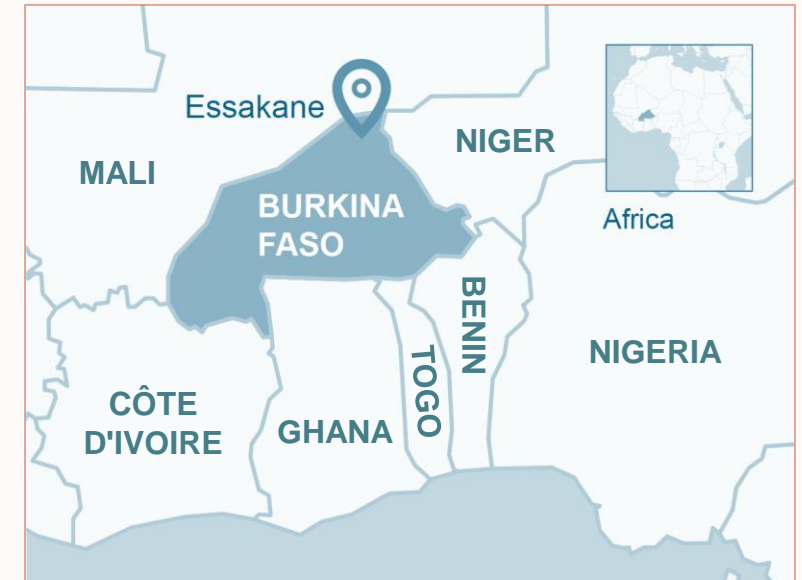 Essakane
MALI
NIGER
BURKINA
FASO
Africa
BENIN
NIGERIA
TOGO
CÔTE
D'IVOIRE
GHANA